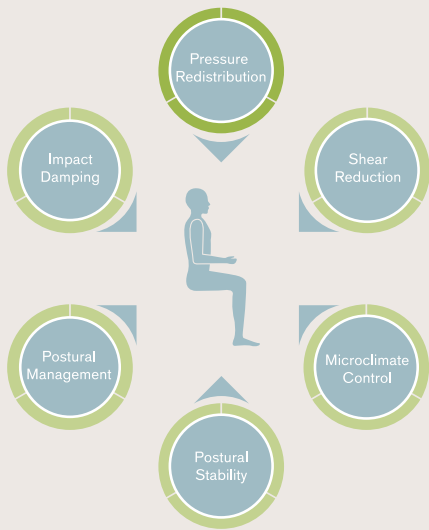 Pressure
Redistribution
Impact
Damping
Shear
Reduction
Postural
Management
Microclimate
Control
Postural
Stability